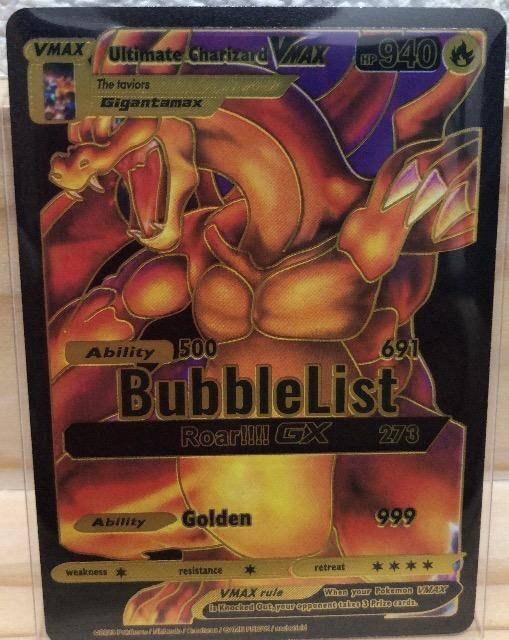 VMAX Ultimate Charizard VMAX HP 940
The taviors
Gigantamax
Ability 500 691
BubbleList
Roar!!!! GX 273
Ability Golden 999
weakness resistance retreat
VMAX rule When your Pokemon VMAX
is Knocked Out, your opponent takes 3 Prize cards.